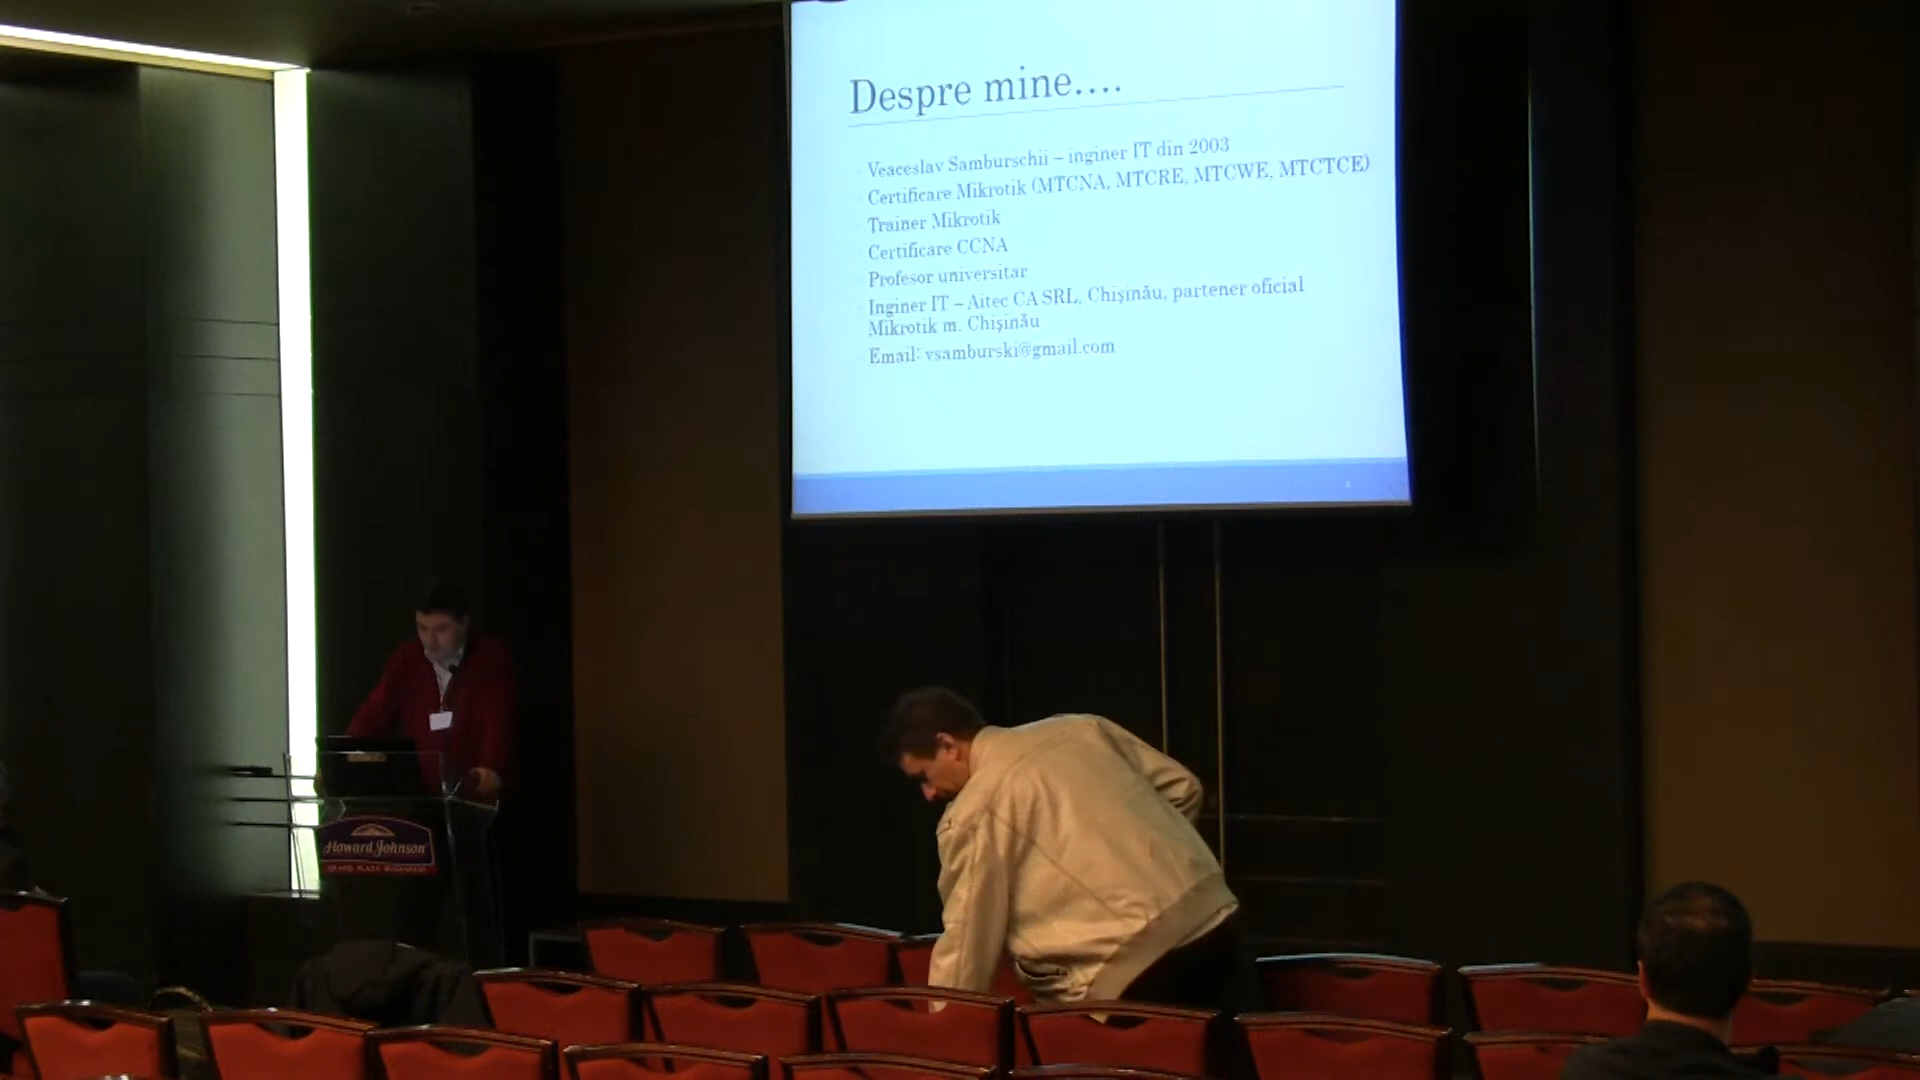 Despre mine....
Veaceslav Samburschii – inginer IT din 2003
Certificare Mikrotik (MTCNA, MTCRE, MTCWE, MTCTCE)
Trainer Mikrotik
Certificare CCNA
Profesor universitar
Inginer IT – Aitec CA SRL, Chişinău, partener oficial
Mikrotik m. Chişinău
Email: vsamburski@gmail.com
Howard Johnson
GRAND PLAZA BUCHAREST